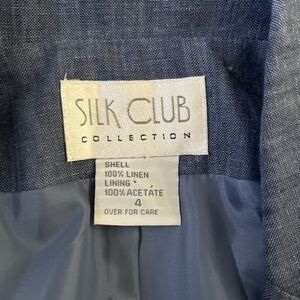 SILK CLUB
COLLECTION
SHELL
100% LINEN
LINING
100% ACETATE
4
OVER FOR CARE